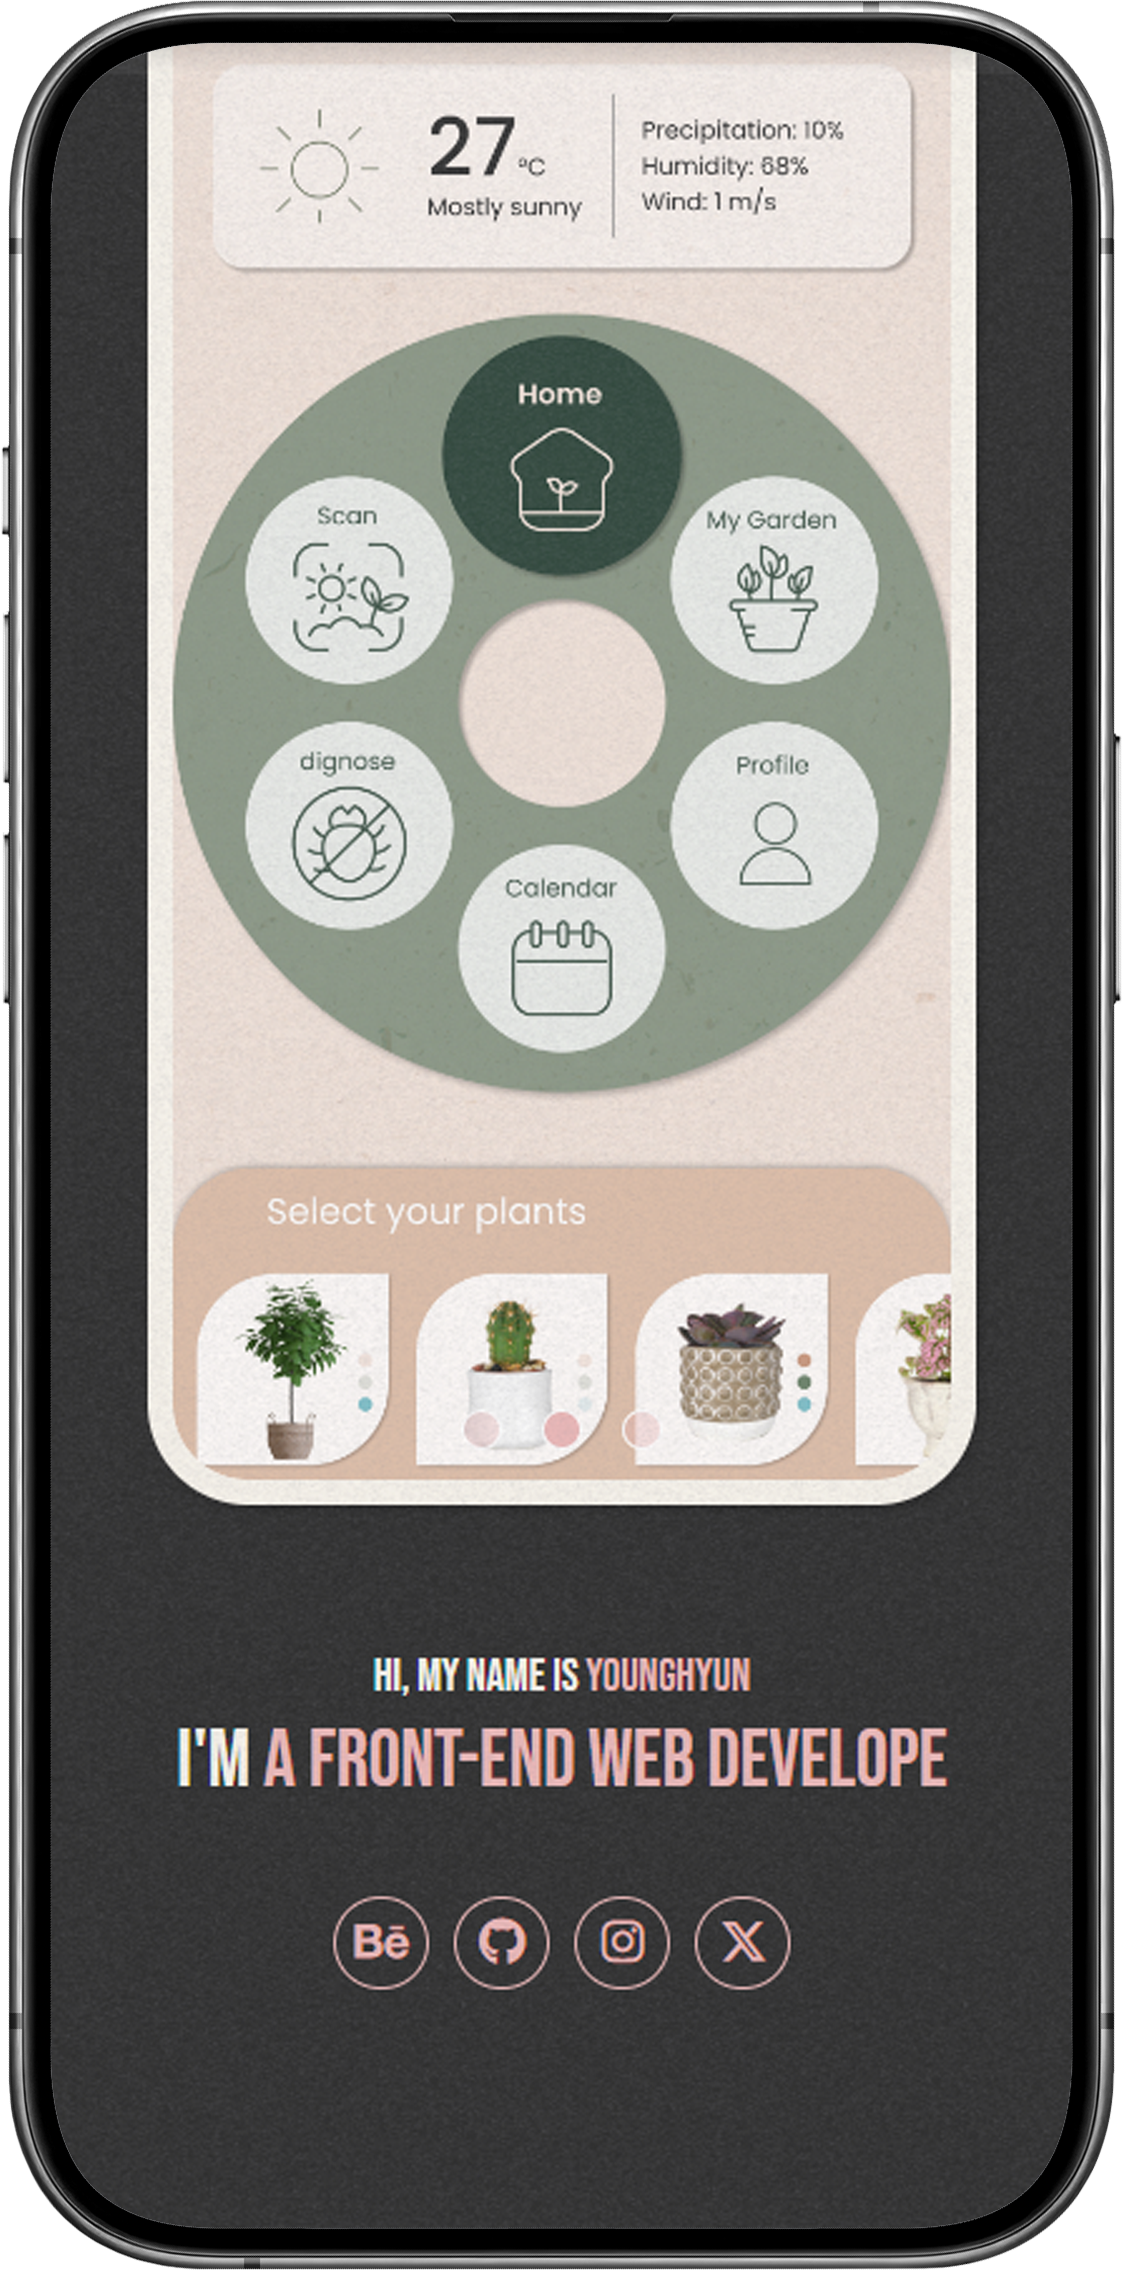 27 °C
Mostly sunny
Precipitation: 10%
Humidity: 68%
Wind: 1 m/s
Home
Scan
My Garden
dignose
Profile
Calendar
Select your plants
HI, MY NAME IS YOUNGHYUN
I'M A FRONT-END WEB DEVELOPE
Bē